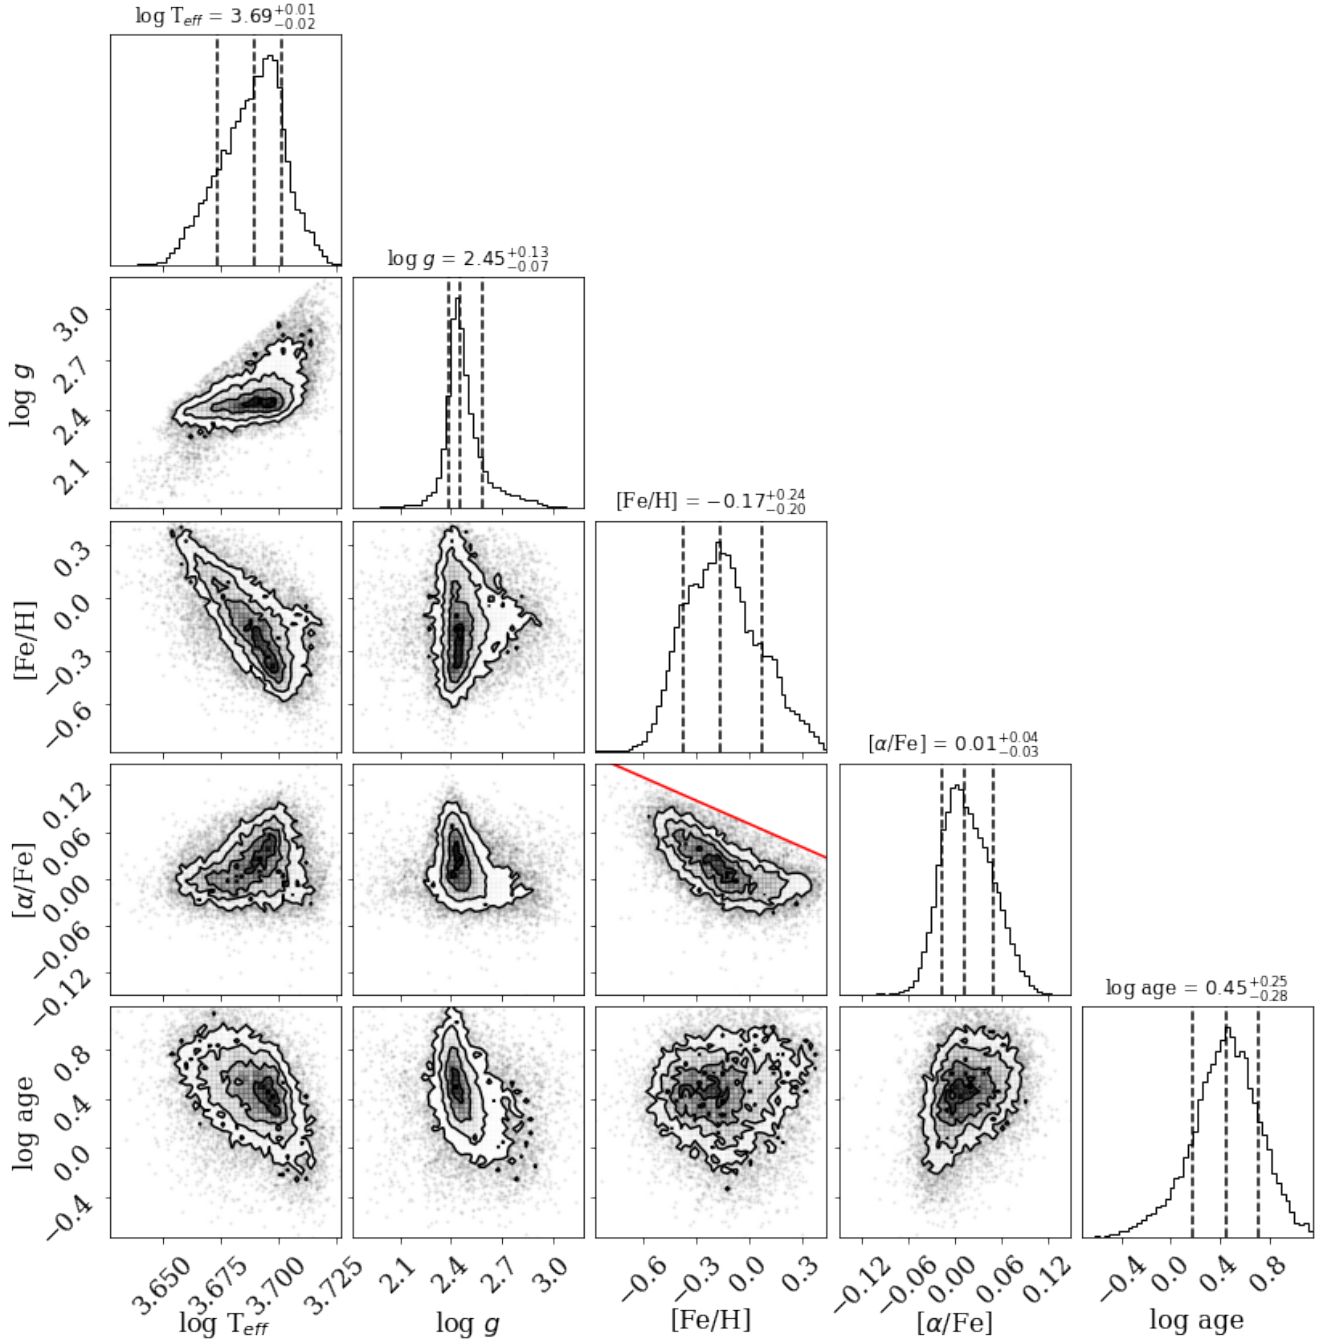 log T_eff = 3.69^{+0.01}_{−0.02}
log g = 2.45^{+0.13}_{−0.07}
3.0
2.7
2.4
2.1
log g
[Fe/H] = −0.17^{+0.24}_{−0.20}
0.3
0.0
−0.3
−0.6
[Fe/H]
[α/Fe] = 0.01^{+0.04}_{−0.03}
0.12
0.06
0.00
−0.06
−0.12
[α/Fe]
log age = 0.45^{+0.25}_{−0.28}
0.8
0.4
0.0
−0.4
log age
3.650 3.675 3.700 3.725 2.1 2.4 2.7 3.0 −0.6 −0.3 0.0 0.3 −0.12 −0.06 0.00 0.06 0.12 −0.4 0.0 0.4 0.8
log T_eff log g [Fe/H] [α/Fe] log age